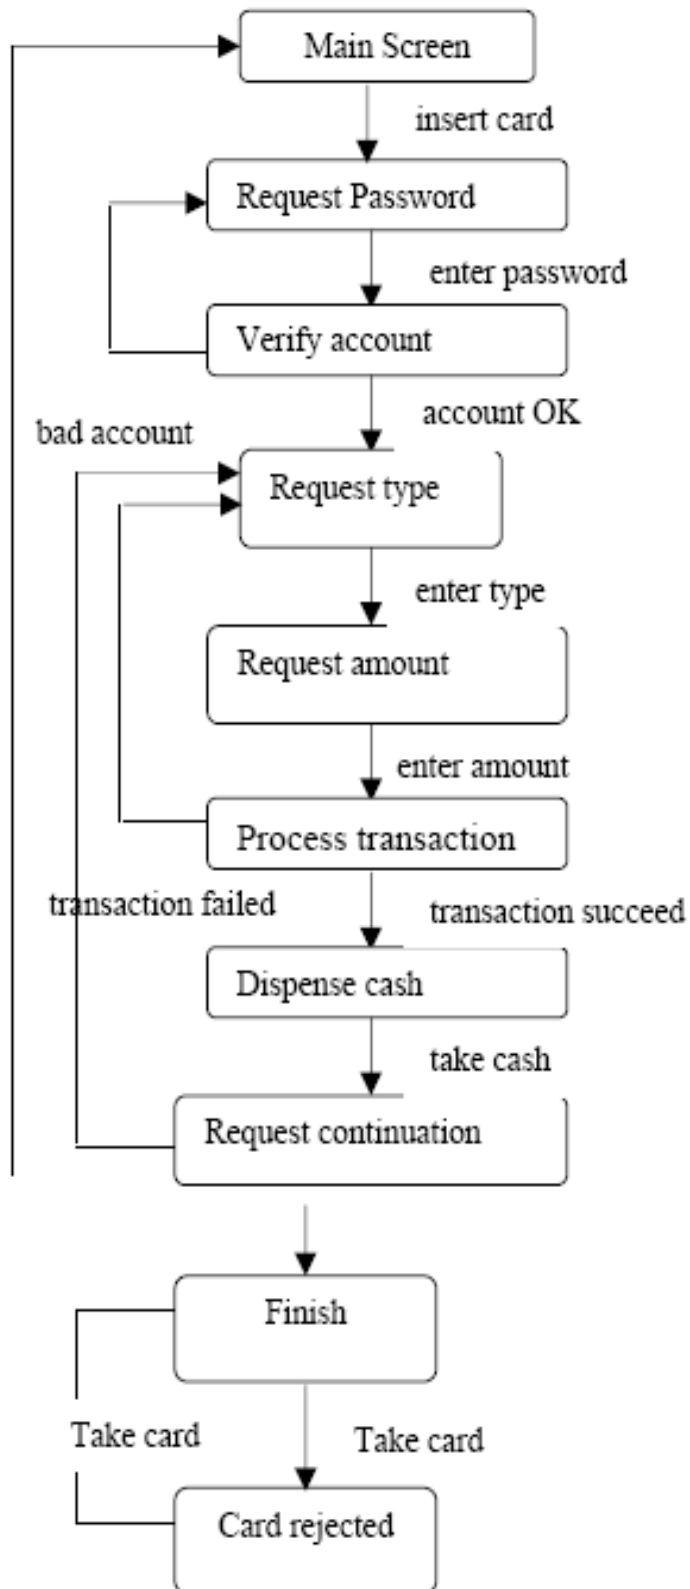 Main Screen
insert card
Request Password
enter password
Verify account
account OK
bad account
Request type
enter type
Request amount
enter amount
Process transaction
transaction failed
transaction succeed
Dispense cash
take cash
Request continuation
Finish
Take card
Take card
Card rejected